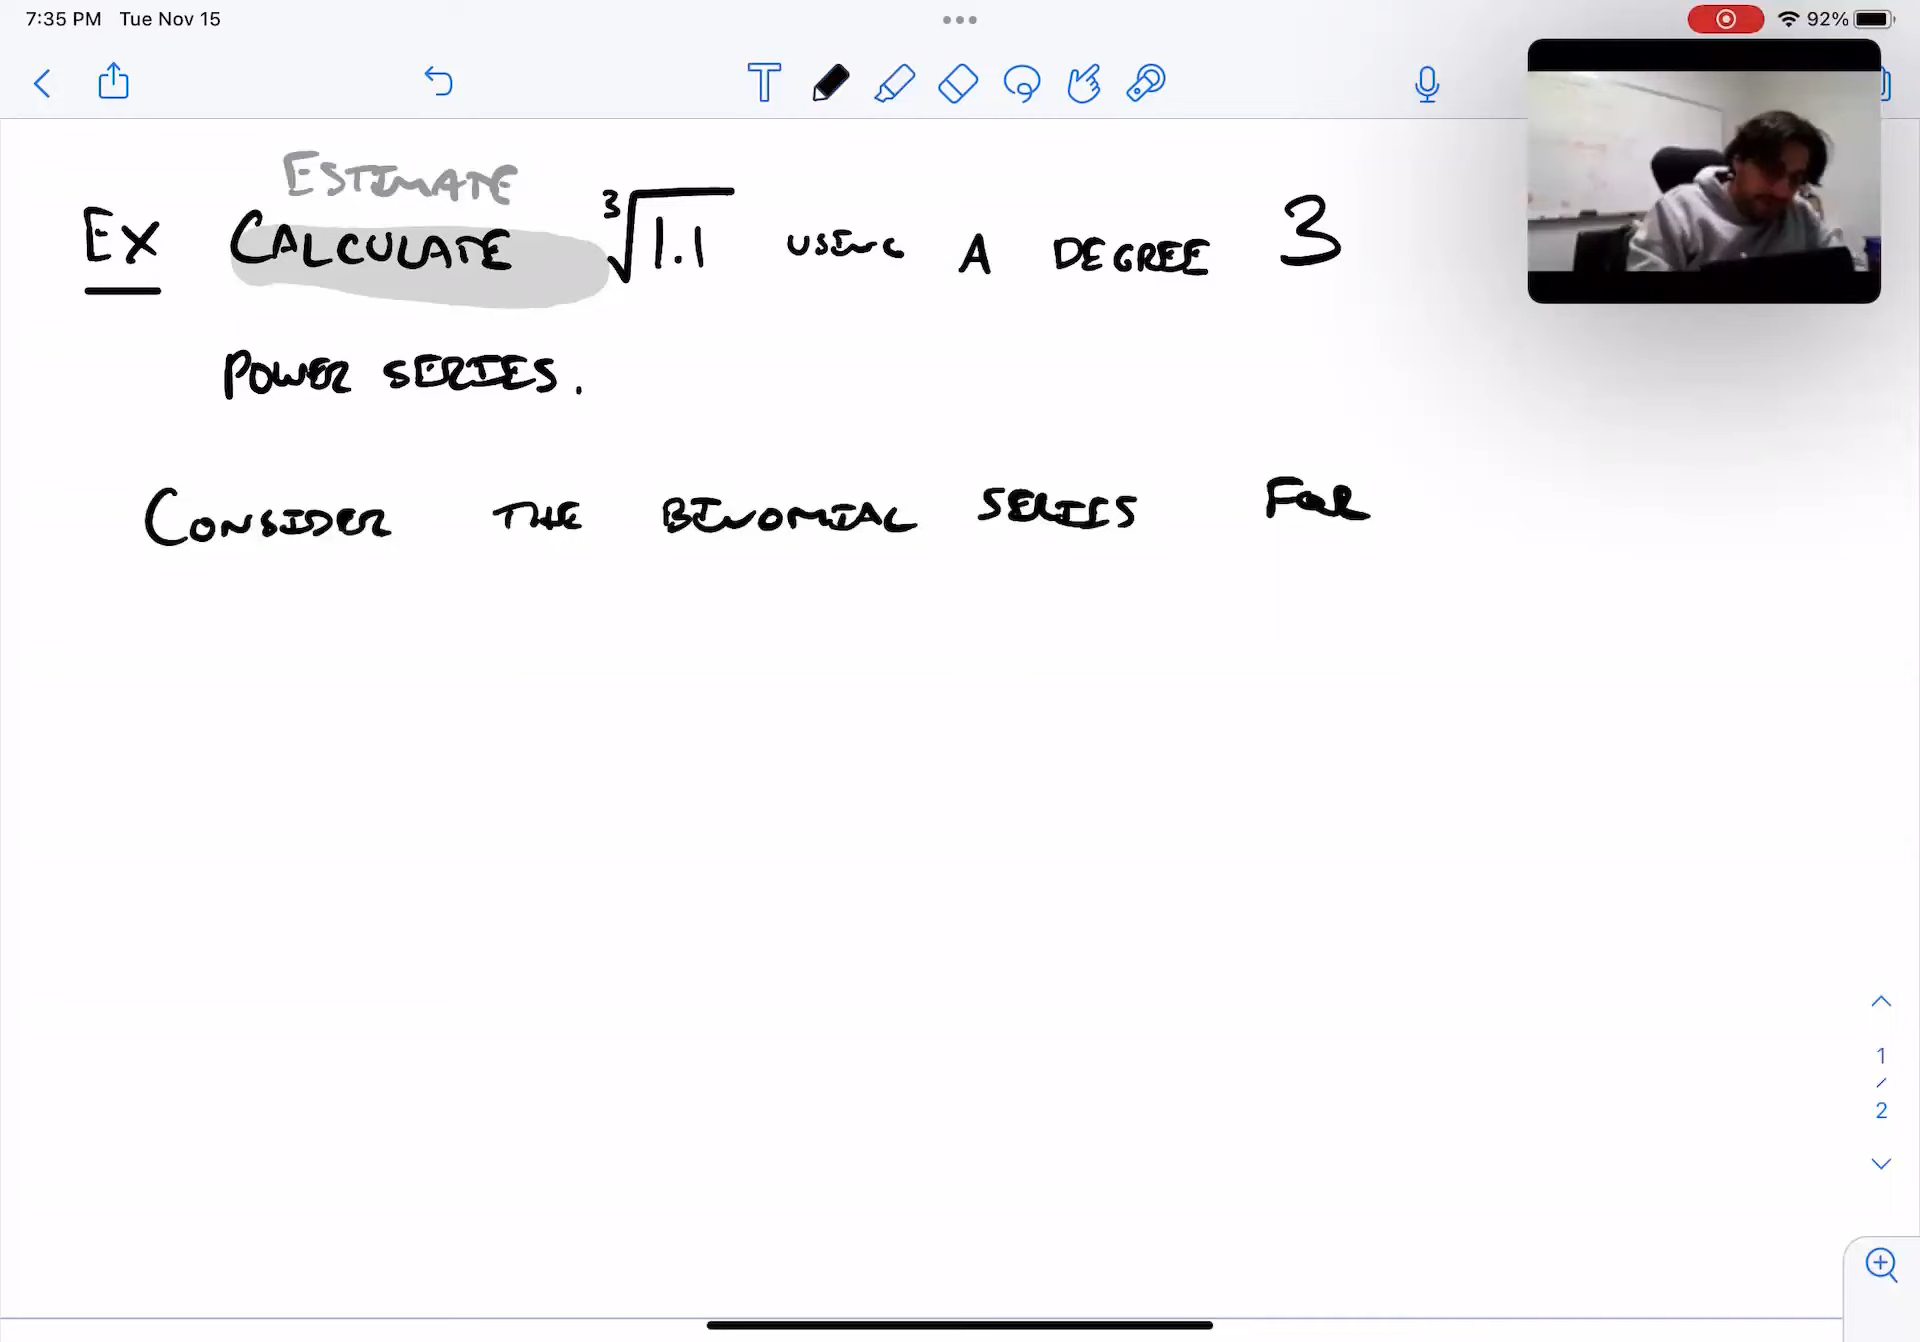 7:35 PM Tue Nov 15
92%
ESTIMATE
EX CALCULATE ∛1.1 USING A DEGREE 3
POWER SERIES.
CONSIDER THE BINOMIAL SERIES FOR
1
/
2